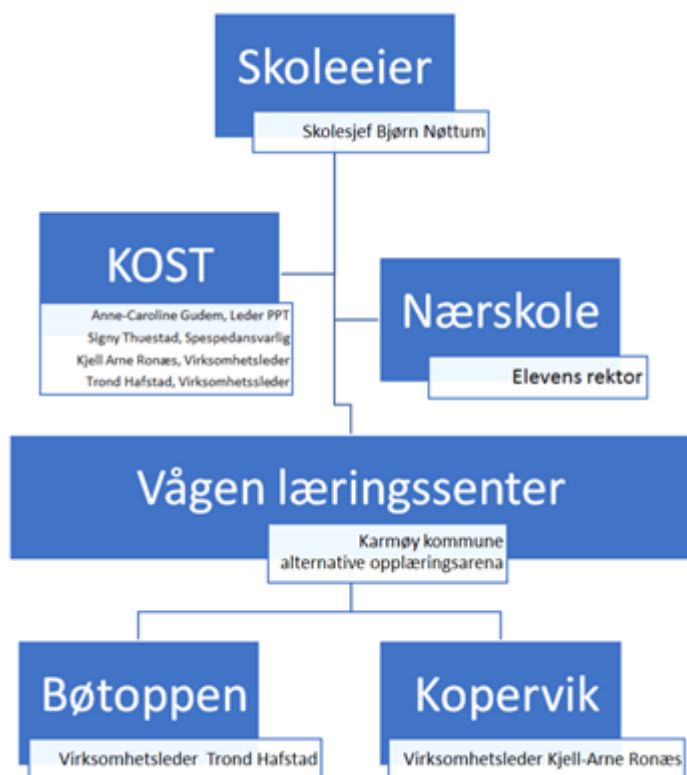 Skoleeier
Skolesjef Bjørn Nøttum
KOST
Anne-Caroline Gudem, Leder PPT
Signy Thuestad, Spespedansvarlig
Kjell Arne Ronæs, Virksomhetsleder
Trond Hafstad, Virksomhetssleder
Nærskole
Elevens rektor
Vågen læringssenter
Karmøy kommune
alternative opplæringsarena
Bøtoppen
Virksomhetsleder Trond Hafstad
Kopervik
Virksomhetsleder Kjell-Arne Ronæs